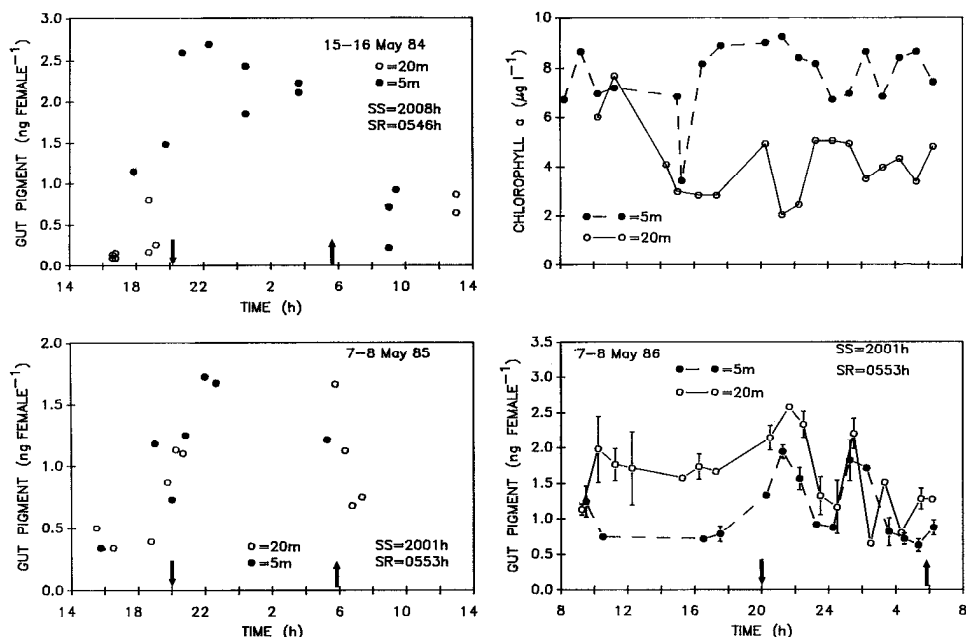 3.0
2.5
2.0
1.5
1.0
0.5
0.0
GUT PIGMENT (ng FEMALE⁻¹)
15–16 May 84
○ =20m
● =5m
SS=2008h
SR=0546h
14 18 22 2 6 10 14
TIME (h)
10
8
6
4
2
0
CHLOROPHYLL a (µg l⁻¹)
● — ● =5m
○—○ =20m
2.0
1.5
1.0
0.5
0.0
GUT PIGMENT (ng FEMALE⁻¹)
7–8 May 85
○ =20m
● =5m
SS=2001h
SR=0553h
14 18 22 2 6 10 14
TIME (h)
3.5
3.0
2.5
2.0
1.5
1.0
0.5
0.0
GUT PIGMENT (ng FEMALE⁻¹)
7–8 May 86
● — ● =5m
○—○ =20m
SS=2001h
SR=0553h
8 12 16 20 24 4 8
TIME (h)